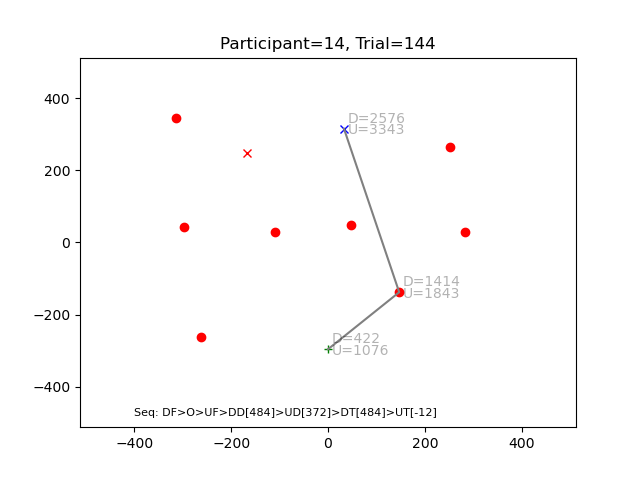 Participant=14, Trial=144
400
200
0
−200
−400
D=2576
U=3343
D=1414
U=1843
D=422
U=1076
Seq: DF>O>UF>DD[484]>UD[372]>DT[484]>UT[-12]
−400
−200
0
200
400